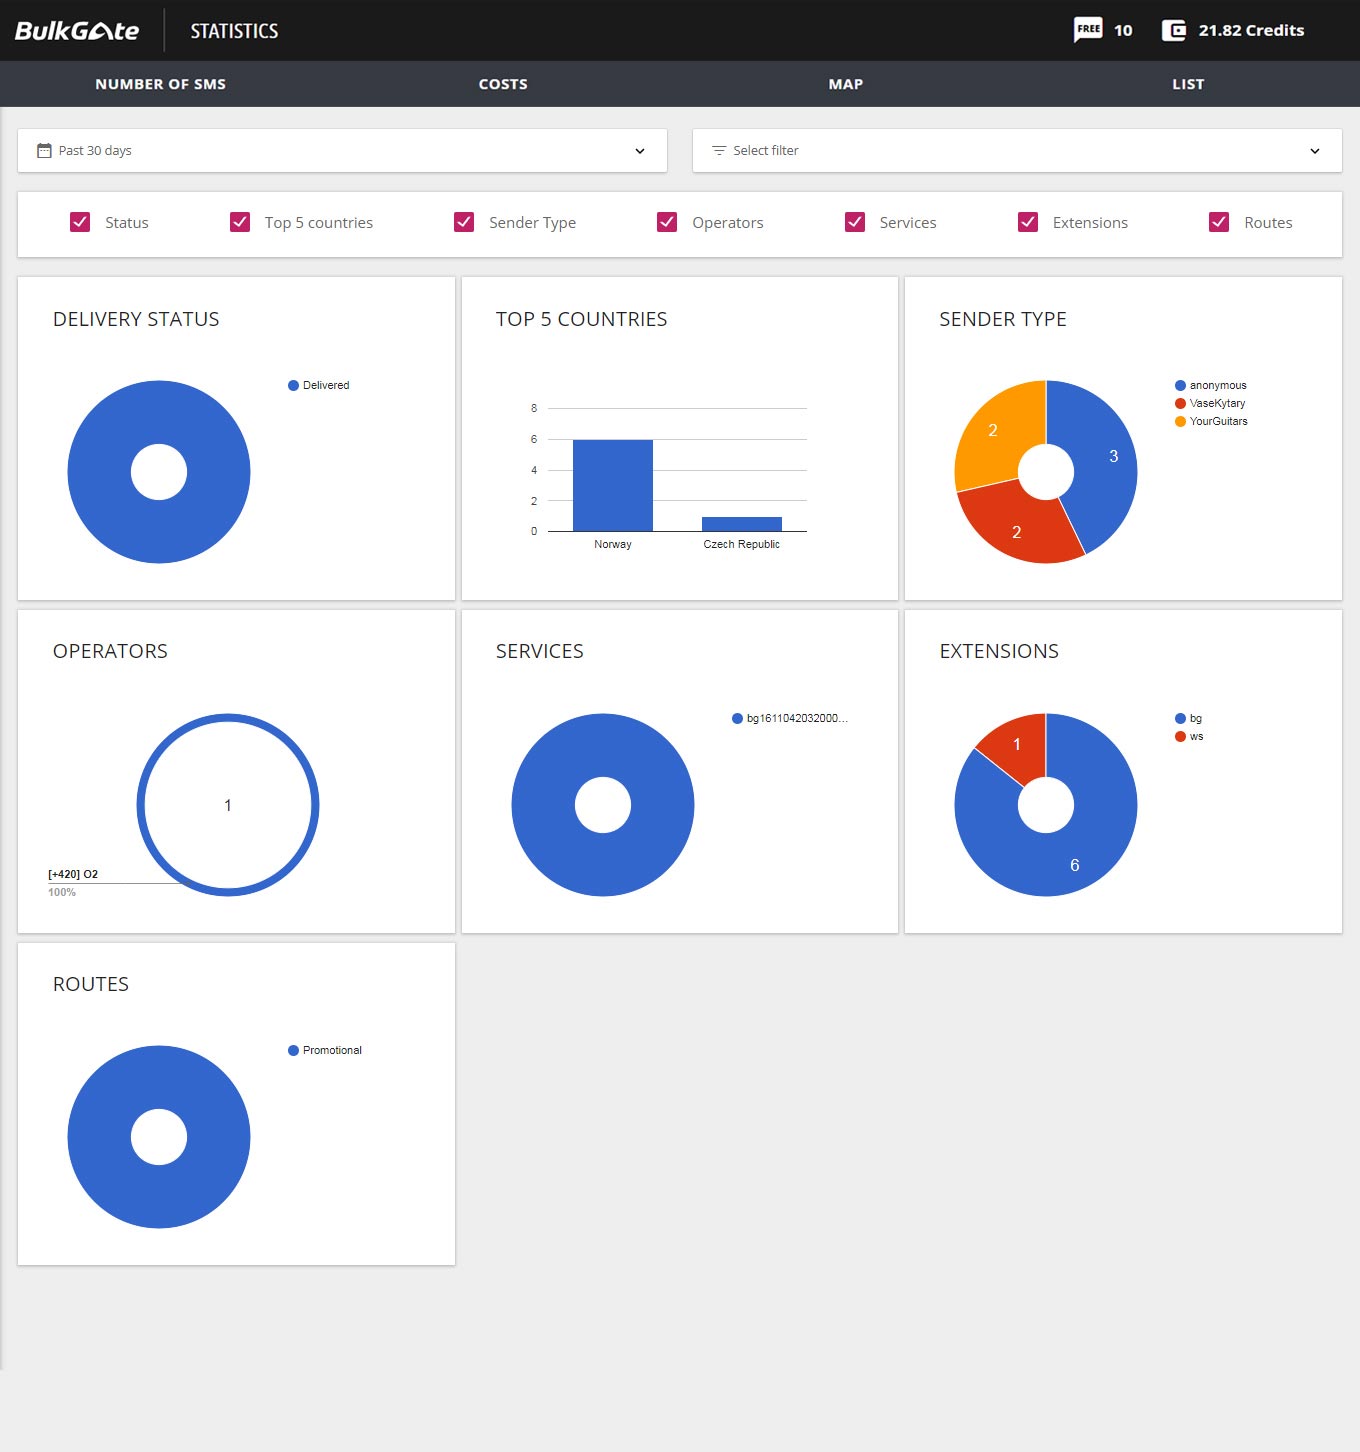 BulkGate
STATISTICS
FREE 10
21.82 Credits
NUMBER OF SMS
COSTS
MAP
LIST
Past 30 days
Select filter
Status
Top 5 countries
Sender Type
Operators
Services
Extensions
Routes
DELIVERY STATUS
Delivered
TOP 5 COUNTRIES
8
6
4
2
0
Norway
Czech Republic
SENDER TYPE
anonymous
VaseKytary
YourGuitars
2
3
2
OPERATORS
1
[+420] O2
100%
SERVICES
bg1611042032000...
EXTENSIONS
bg
ws
1
6
ROUTES
Promotional